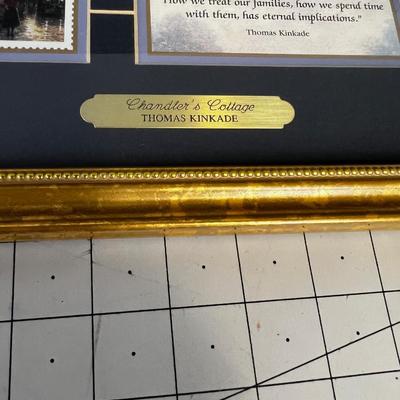 "How we treat our families, how we spend time
with them, has eternal implications."
Thomas Kinkade
Chandler's Cottage
THOMAS KINKADE